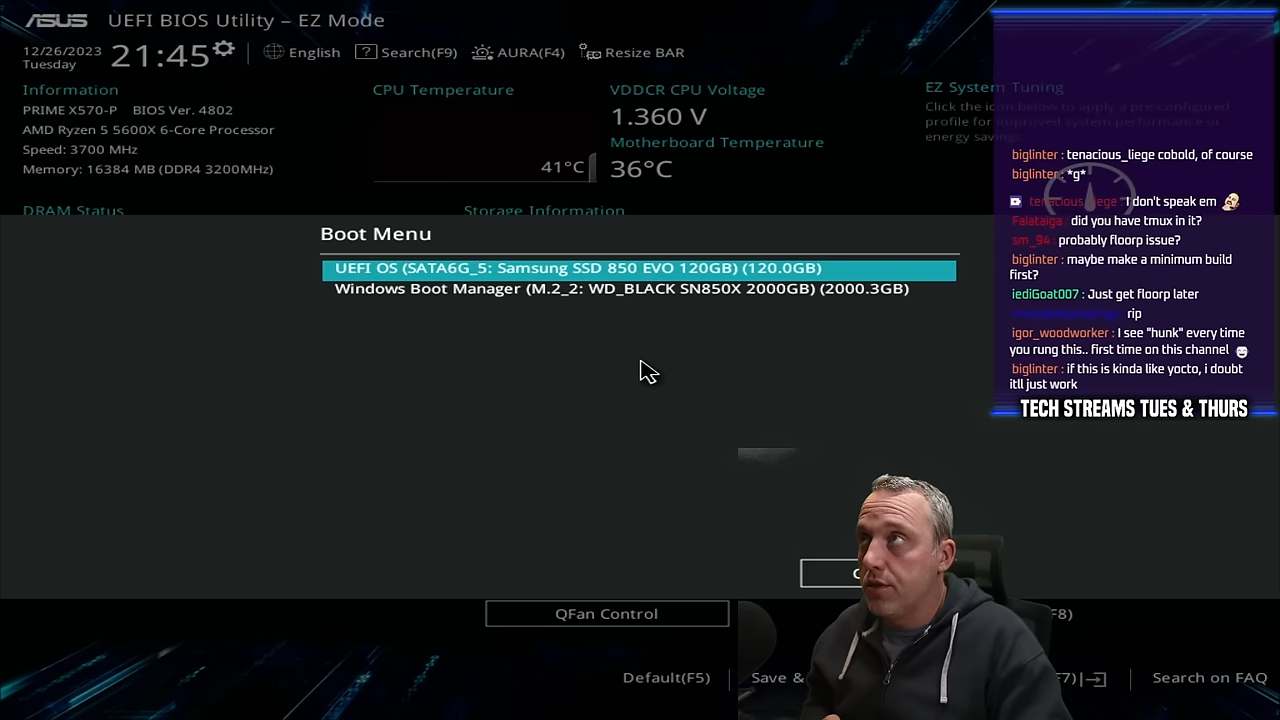 ASUS UEFI BIOS Utility – EZ Mode
12/26/2023
Tuesday
21:45
English
Search(F9)
AURA(F4)
Resize BAR
Information
PRIME X570-P BIOS Ver. 4802
AMD Ryzen 5 5600X 6-Core Processor
Speed: 3700 MHz
Memory: 16384 MB (DDR4 3200MHz)
CPU Temperature
41°C
VDDCR CPU Voltage
1.360 V
Motherboard Temperature
36°C
EZ System Tuning
Click the icon below to apply a pre-configured
profile for improved system performance or
energy savings.
DRAM Status
Storage Information
Boot Menu
UEFI OS (SATA6G_5: Samsung SSD 850 EVO 120GB) (120.0GB)
Windows Boot Manager (M.2_2: WD_BLACK SN850X 2000GB) (2000.3GB)
QFan Control
F8)
Default(F5)
Save &
F7)
Search on FAQ
biglinter : tenacious_liege cobold, of course
biglinter : *g*
tenacious_liege : I don't speak em
Faiataiga : did you have tmux in it?
sm_94 : probably floorp issue?
biglinter : maybe make a minimum build
first?
iediGoat007 : Just get floorp later
rip
igor_woodworker : I see "hunk" every time
you rung this.. first time on this channel
biglinter : if this is kinda like yocto, i doubt
itll just work
TECH STREAMS TUES & THURS